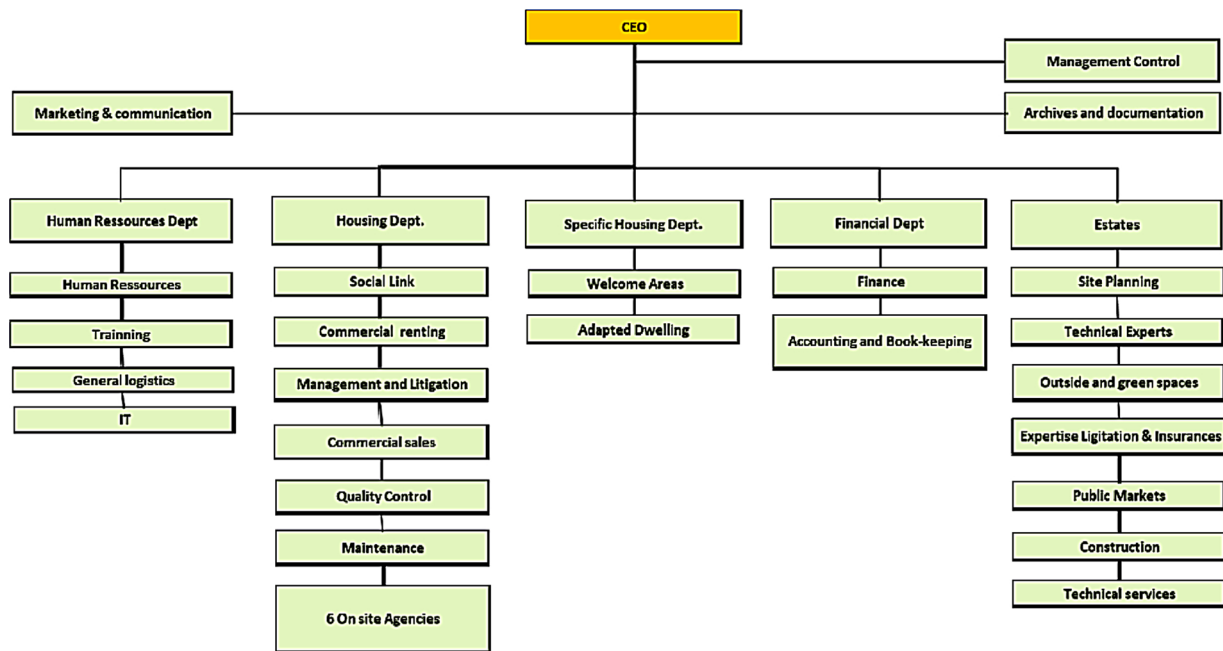 CEO
Management Control
Marketing & communication
Archives and documentation
Human Ressources Dept
Housing Dept.
Specific Housing Dept.
Financial Dept
Estates
Human Ressources
Social Link
Welcome Areas
Finance
Site Planning
Trainning
Commercial renting
Adapted Dwelling
Accounting and Book-keeping
Technical Experts
General logistics
Management and Litigation
Outside and green spaces
IT
Commercial sales
Expertise Ligitation & Insurances
Quality Control
Public Markets
Maintenance
Construction
6 On site Agencies
Technical services